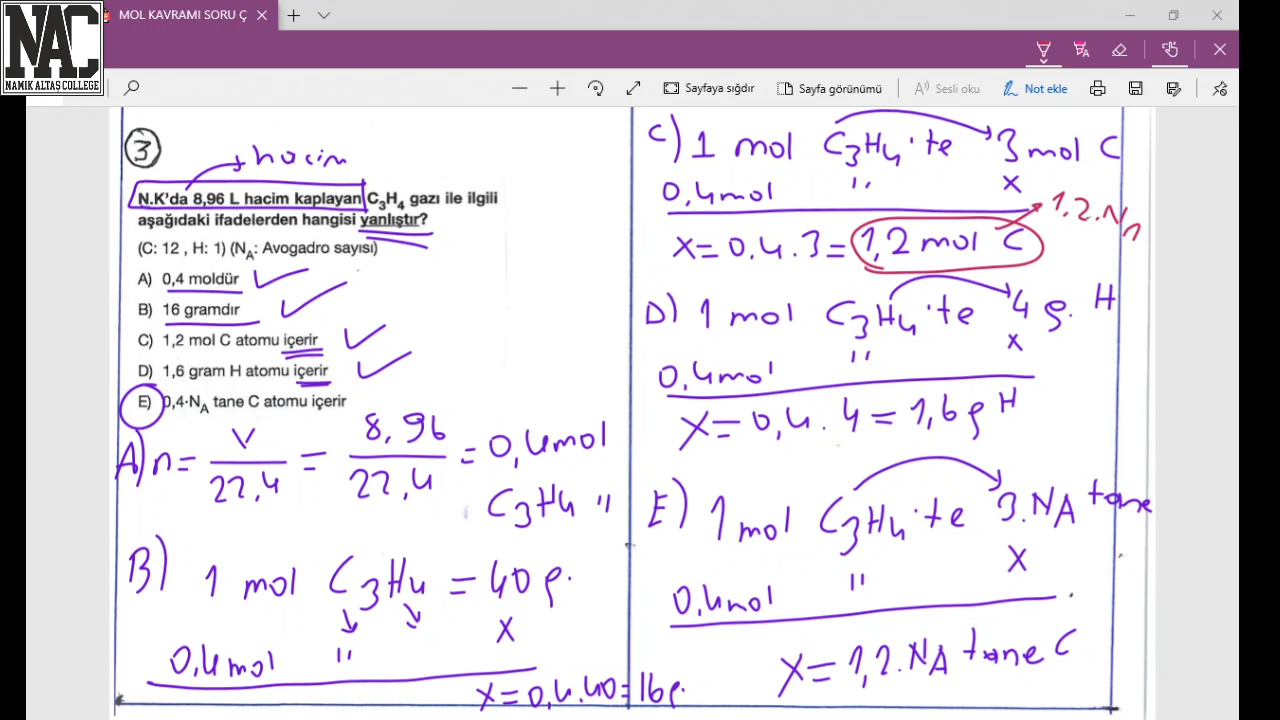 NAC
NAMIK ALTAŞ COLLEGE
MOL KAVRAMI SORU Ç
Sayfaya sığdır
Sayfa görünümü
Sesli oku
Not ekle
3
hacim
N.K'da 8,96 L hacim kaplayan C₃H₄ gazı ile ilgili
aşağıdaki ifadelerden hangisi yanlıştır?
(C: 12 , H: 1) (N_A: Avogadro sayısı)
A) 0,4 moldür
B) 16 gramdır
C) 1,2 mol C atomu içerir
D) 1,6 gram H atomu içerir
E) 0,4·N_A tane C atomu içerir
A) n = V/22,4 = 8,96/22,4 = 0,4 mol
C₃H₄ "
B) 1 mol C₃H₄ = 40 g.
0,4 mol " X
X = 0,4.40 = 16 g.
C) 1 mol C₃H₄'te 3 mol C
0,4 mol " X
X = 0,4.3 = 1,2 mol C
1,2.N_A
D) 1 mol C₃H₄'te 4 g. H
0,4 mol " X
X = 0,4.4 = 1,6 g H
E) 1 mol C₃H₄'te 3.NA tane
0,4 mol " X
X = 1,2.NA tane C